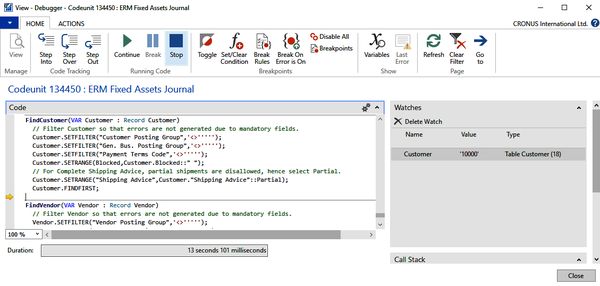 View - Debugger - Codeunit 134450 : ERM Fixed Assets Journal
HOME ACTIONS CRONUS International Ltd.
View Step Into Step Over Step Out Continue Break Stop Toggle Set/Clear Condition Break Rules Break On Error is On Disable All Breakpoints Variables Last Error Refresh Clear Filter Go to
Manage Code Tracking Running Code Breakpoints Show Page
Codeunit 134450 : ERM Fixed Assets Journal
Code
FindCustomer(VAR Customer : Record Customer)
// Filter Customer so that errors are not generated due to mandatory fields.
Customer.SETFILTER("Customer Posting Group",'<>''''');
Customer.SETFILTER("Gen. Bus. Posting Group",'<>''''');
Customer.SETFILTER("Payment Terms Code",'<>''''');
Customer.SETRANGE(Blocked,Customer.Blocked::" ");
// For Complete Shipping Advice, partial shipments are disallowed, hence select Partial.
Customer.SETRANGE("Shipping Advice",Customer."Shipping Advice"::Partial);
Customer.FINDFIRST;
FindVendor(VAR Vendor : Record Vendor)
// Filter Vendor so that errors are not generated due to mandatory fields.
Vendor.SETFILTER("Vendor Posting Group",'<>''''');
100 %
Duration: 13 seconds 101 milliseconds
Watches
Delete Watch
Name Value Type
Customer '10000' Table Customer (18)
Call Stack
Close